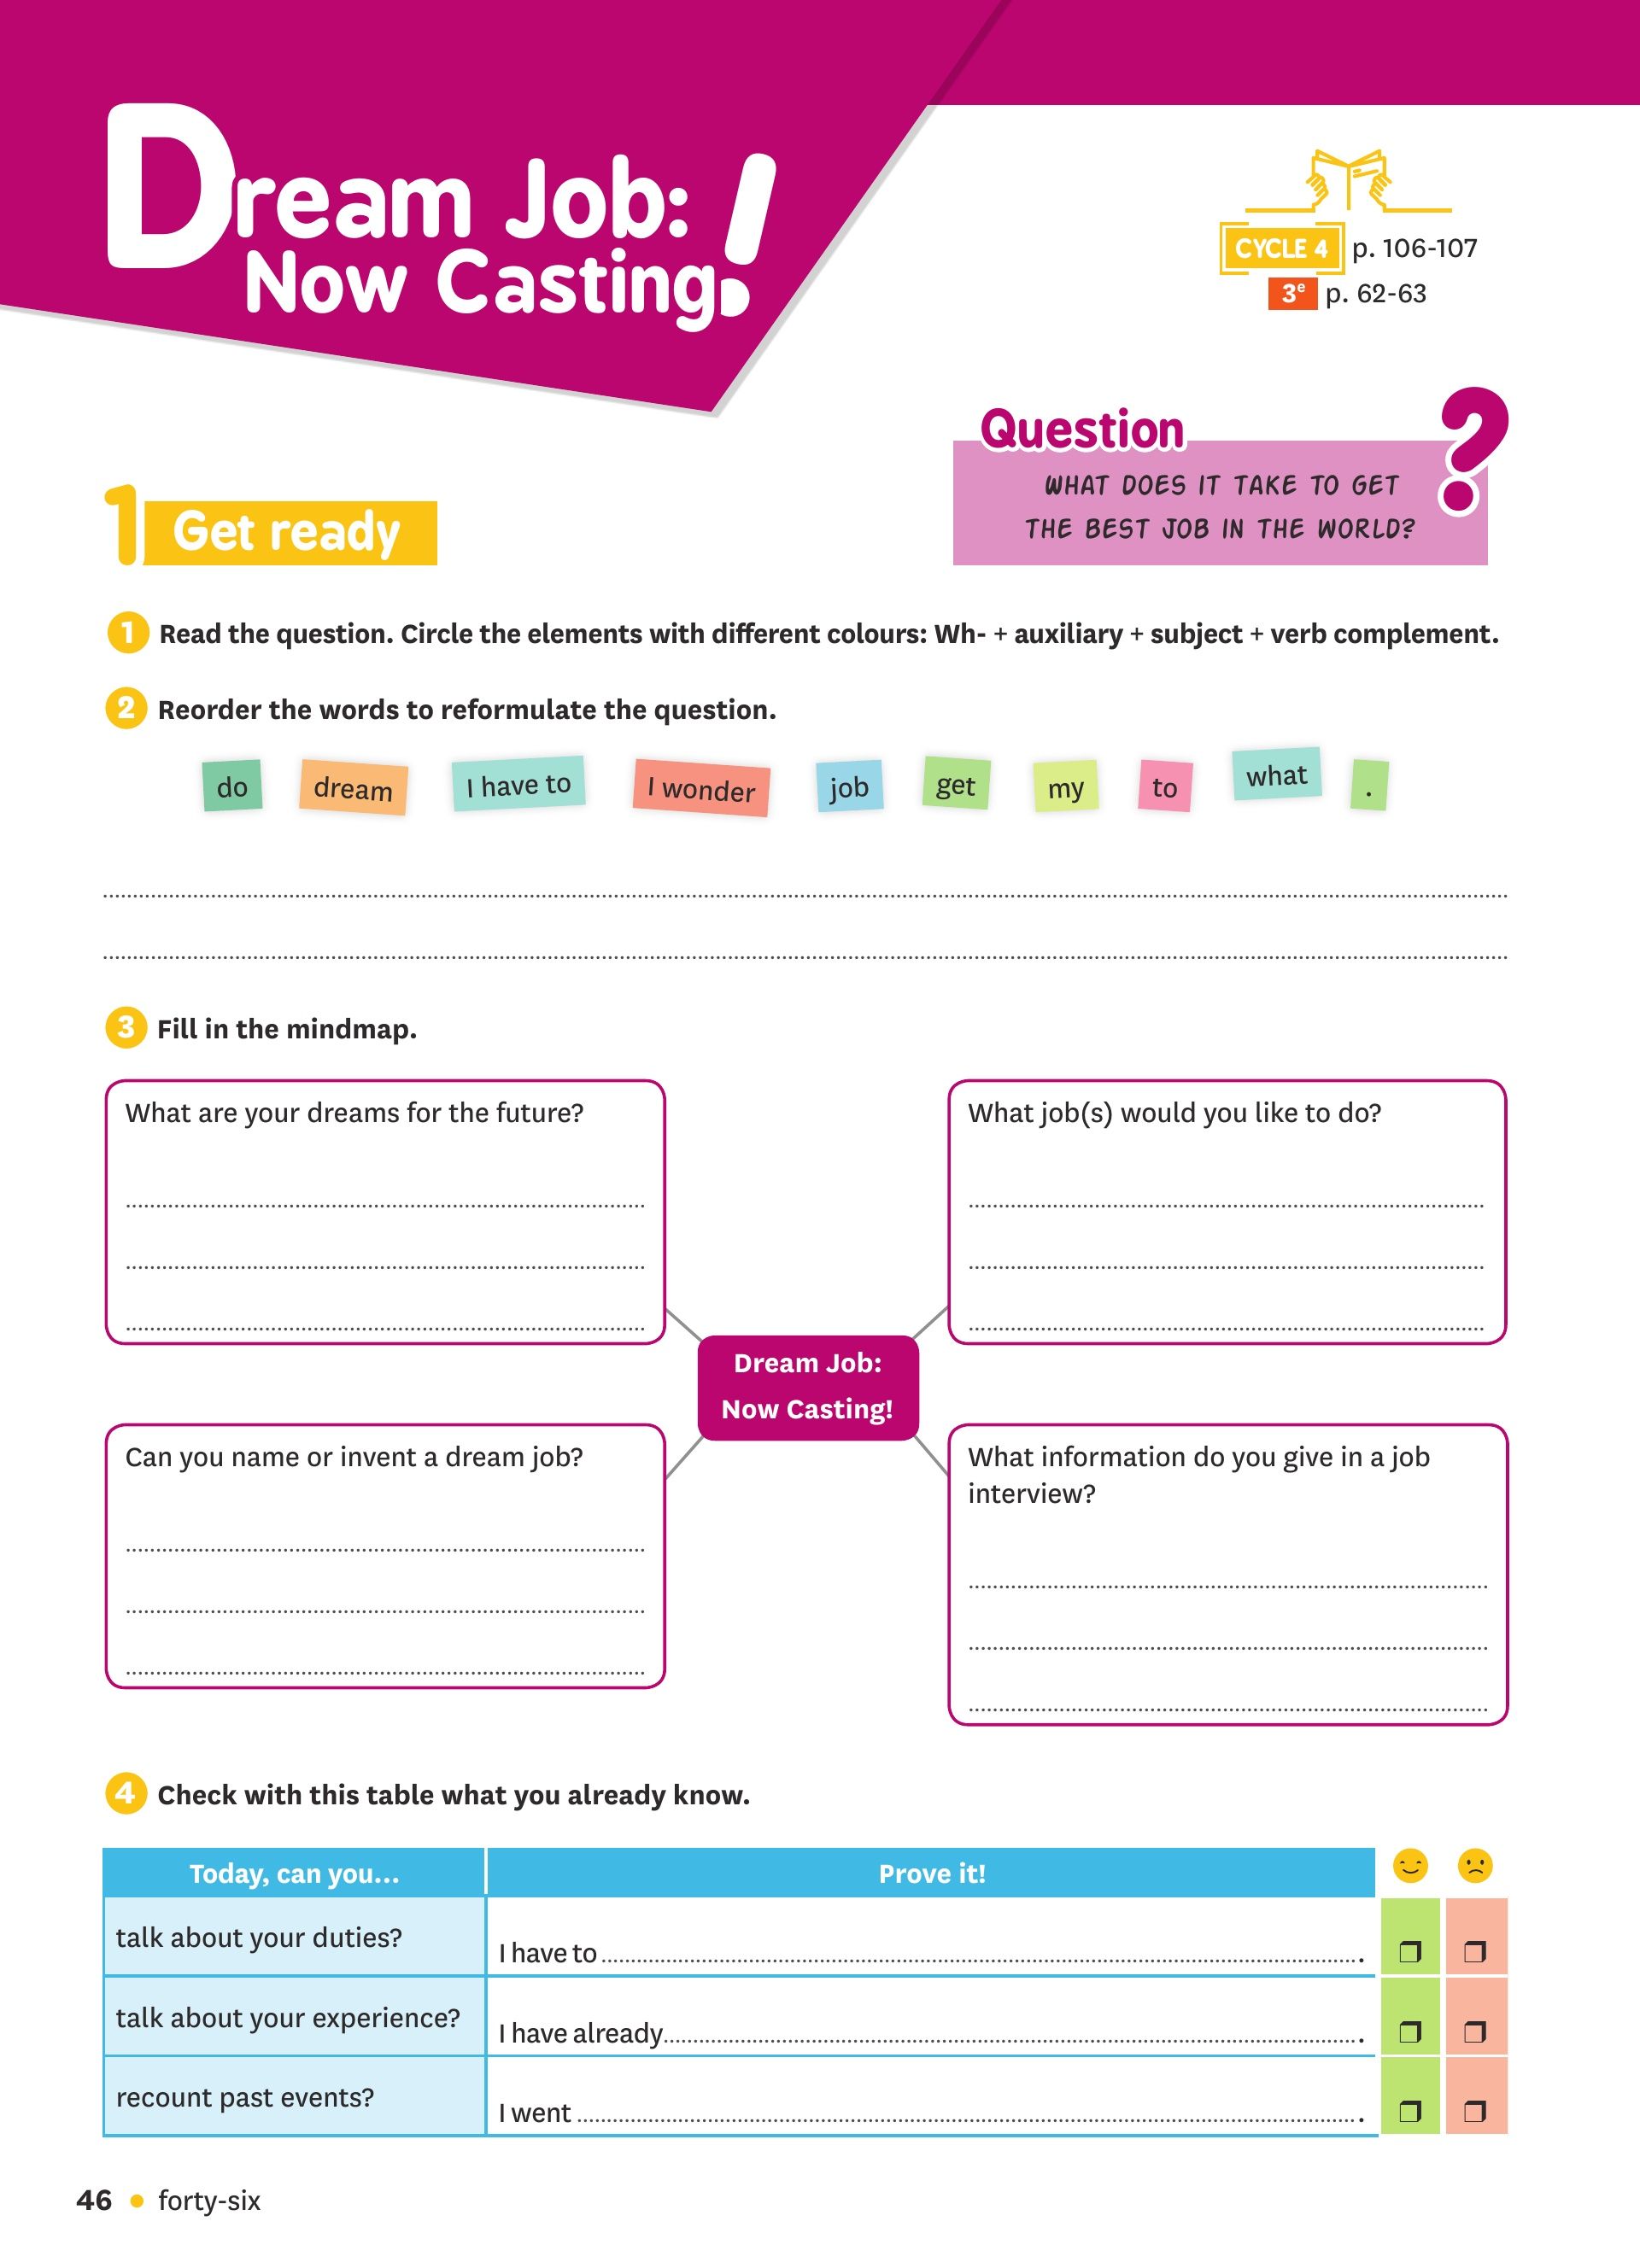 Dream Job:
Now Casting!
CYCLE 4 p. 106-107
3e p. 62-63
Question ?
WHAT DOES IT TAKE TO GET
THE BEST JOB IN THE WORLD?
1 Get ready
1 Read the question. Circle the elements with different colours: Wh- + auxiliary + subject + verb complement.
2 Reorder the words to reformulate the question.
do dream I have to I wonder job get my to what .
3 Fill in the mindmap.
What are your dreams for the future?
What job(s) would you like to do?
Dream Job:
Now Casting!
Can you name or invent a dream job?
What information do you give in a job
interview?
4 Check with this table what you already know.
Today, can you... Prove it!
talk about your duties? I have to .
talk about your experience? I have already .
recount past events? I went .
46 • forty-six